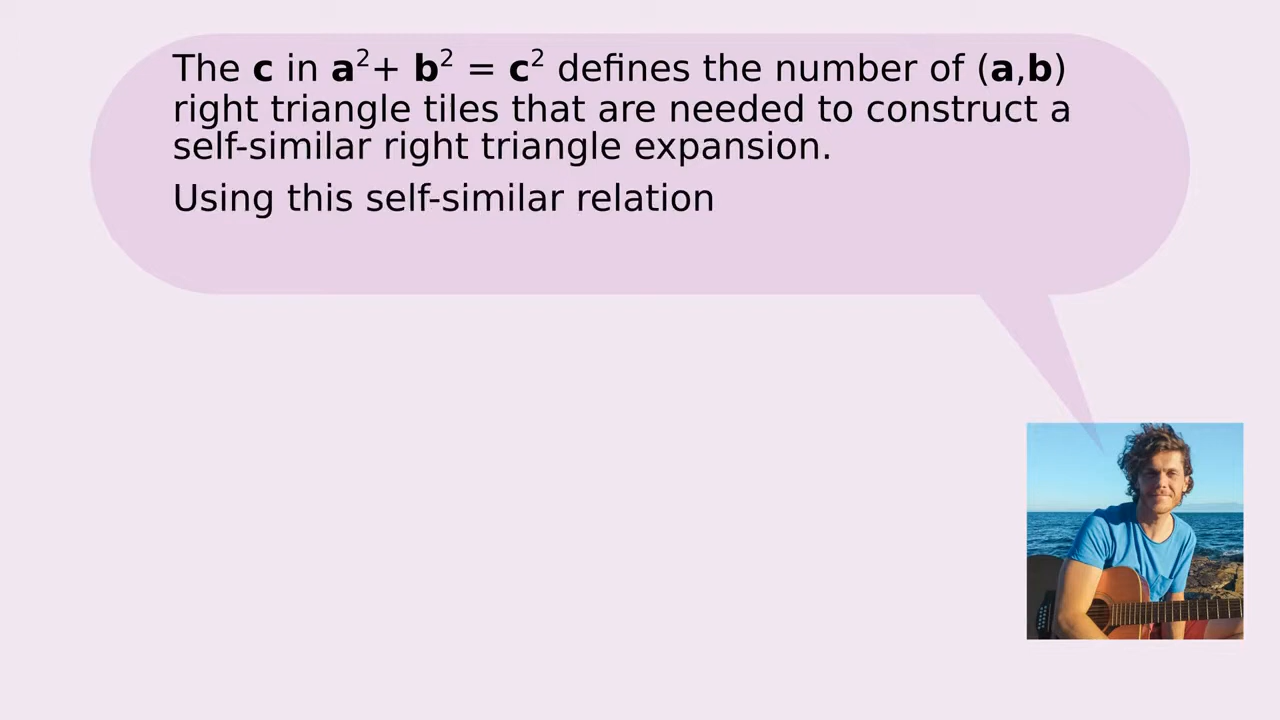 The c in a²+ b² = c² defines the number of (a,b)
right triangle tiles that are needed to construct a
self-similar right triangle expansion.
Using this self-similar relation